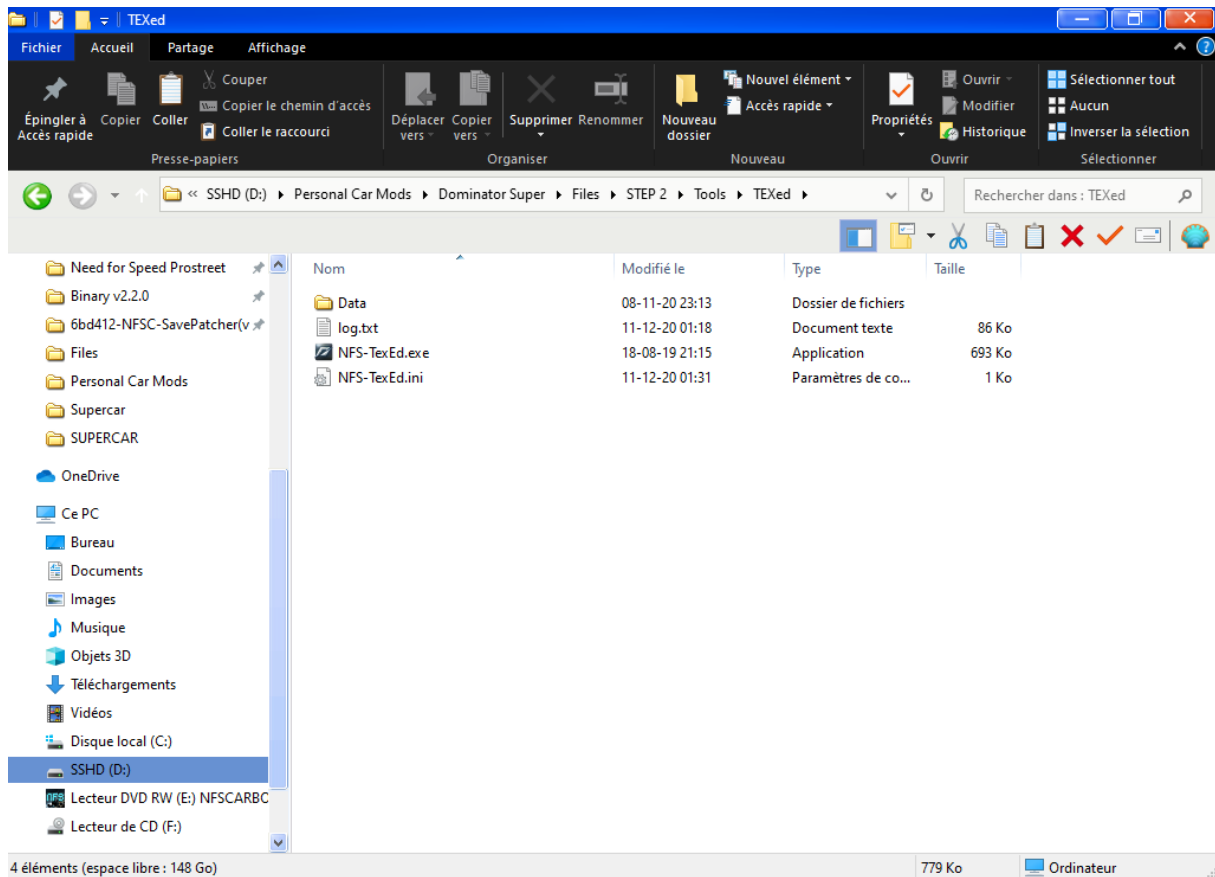 TEXed
Fichier Accueil Partage Affichage
Épingler à Accès rapide
Copier
Coller
Couper
Copier le chemin d'accès
Coller le raccourci
Presse-papiers
Déplacer vers
Copier vers
Supprimer
Renommer
Organiser
Nouveau dossier
Nouvel élément
Accès rapide
Nouveau
Propriétés
Ouvrir
Modifier
Historique
Ouvrir
Sélectionner tout
Aucun
Inverser la sélection
Sélectionner
« SSHD (D:) Personal Car Mods Dominator Super Files STEP 2 Tools TEXed
Rechercher dans : TEXed
Need for Speed Prostreet
Binary v2.2.0
6bd412-NFSC-SavePatcher(v
Files
Personal Car Mods
Supercar
SUPERCAR
OneDrive
Ce PC
Bureau
Documents
Images
Musique
Objets 3D
Téléchargements
Vidéos
Disque local (C:)
SSHD (D:)
Lecteur DVD RW (E:) NFSCARBO
Lecteur de CD (F:)
Nom Modifié le Type Taille
Data 08-11-20 23:13 Dossier de fichiers
log.txt 11-12-20 01:18 Document texte 86 Ko
NFS-TexEd.exe 18-08-19 21:15 Application 693 Ko
NFS-TexEd.ini 11-12-20 01:31 Paramètres de co... 1 Ko
4 éléments (espace libre : 148 Go) 779 Ko Ordinateur